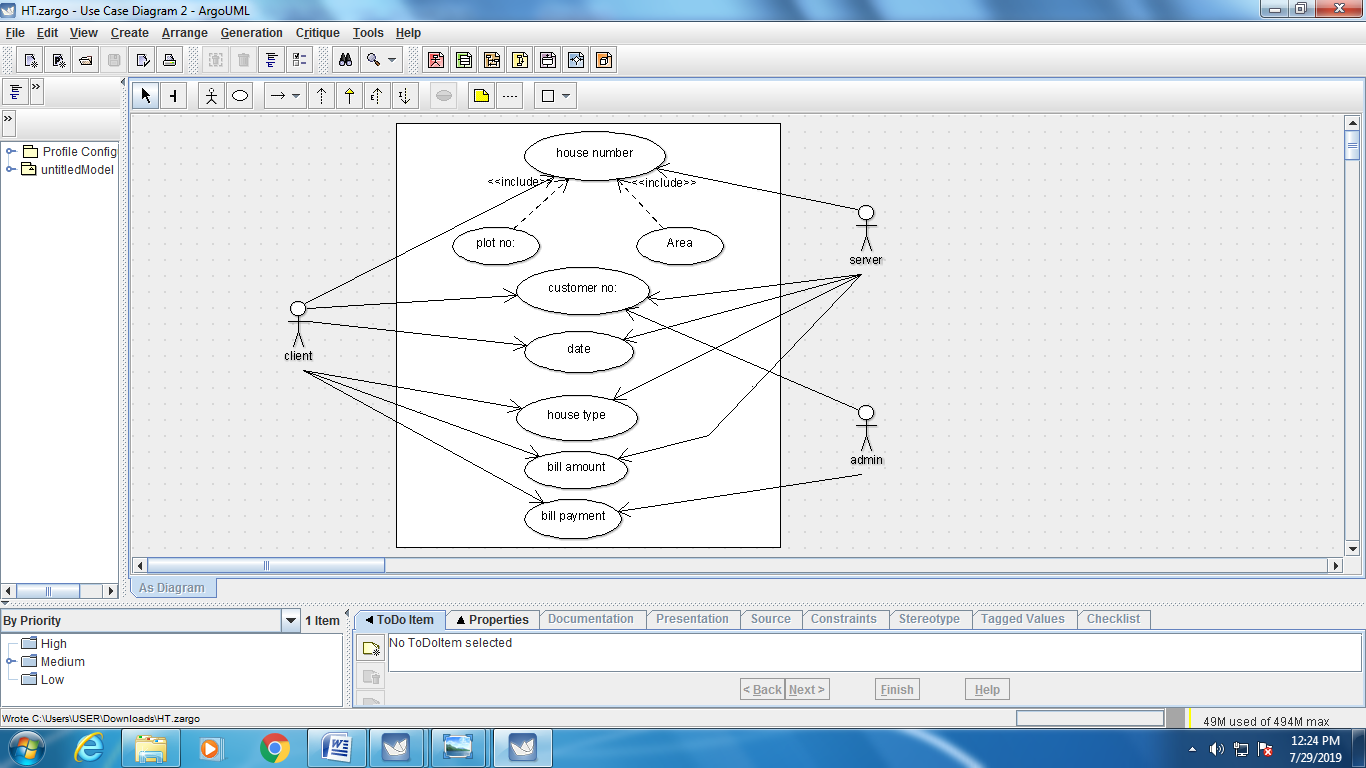 HT.zargo - Use Case Diagram 2 - ArgoUML
File Edit View Create Arrange Generation Critique Tools Help
Profile Config
untitledModel
house number
<<include>> <<include>>
plot no: Area
server
customer no:
date
client
house type
admin
bill amount
bill payment
As Diagram
By Priority 1 Item
High
Medium
Low
ToDo Item Properties Documentation Presentation Source Constraints Stereotype Tagged Values Checklist
No ToDoItem selected
< Back Next > Finish Help
Wrote C:\Users\USER\Downloads\HT.zargo
49M used of 494M max
12:24 PM
7/29/2019